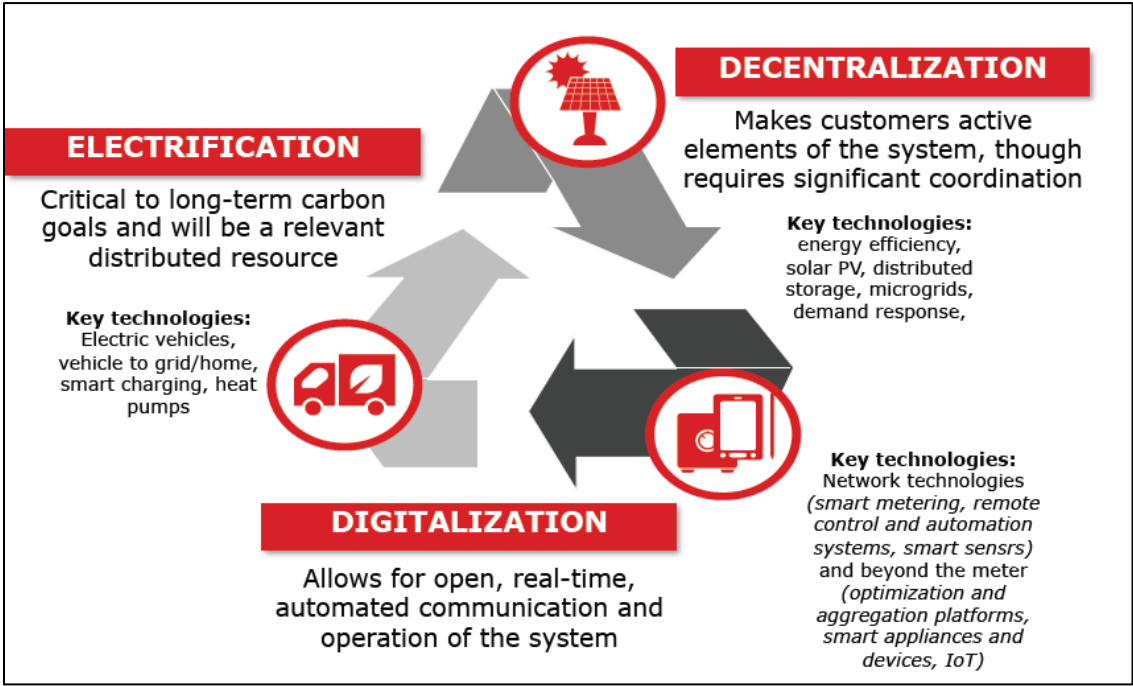 ELECTRIFICATION
Critical to long-term carbon
goals and will be a relevant
distributed resource
Key technologies:
Electric vehicles,
vehicle to grid/home,
smart charging, heat
pumps
DECENTRALIZATION
Makes customers active
elements of the system, though
requires significant coordination
Key technologies:
energy efficiency,
solar PV, distributed
storage, microgrids,
demand response,
DIGITALIZATION
Allows for open, real-time,
automated communication and
operation of the system
Key technologies:
Network technologies
(smart metering, remote
control and automation
systems, smart sensrs)
and beyond the meter
(optimization and
aggregation platforms,
smart appliances and
devices, IoT)